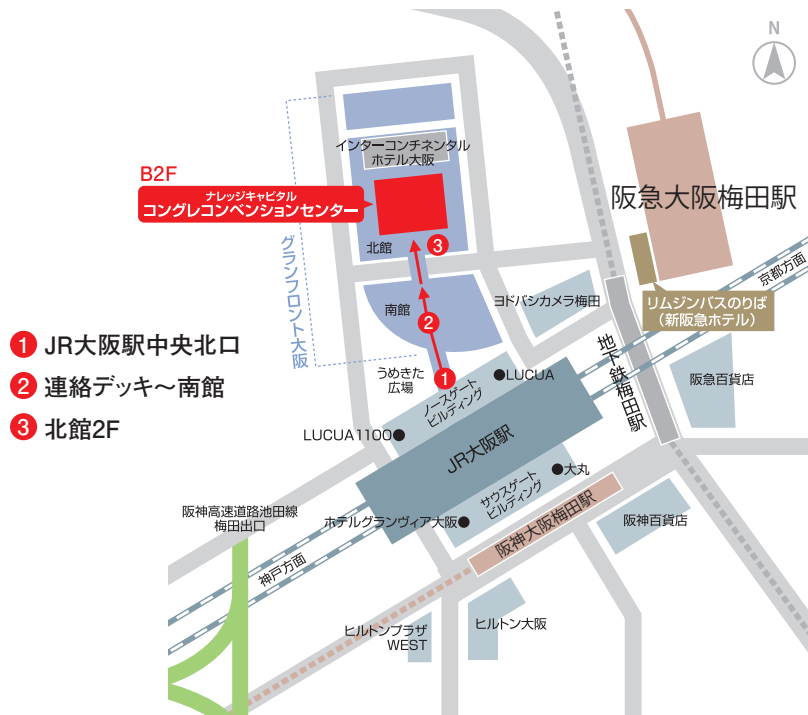 N
インターコンチネンタル
ホテル大阪
B2F
ナレッジキャピタル
コングレコンベンションセンター
阪急大阪梅田駅
北館
3
グランフロント大阪
京都方面
リムジンバスのりば
（新阪急ホテル）
ヨドバシカメラ梅田
南館
2
1 JR大阪駅中央北口
2 連絡デッキ～南館
3 北館2F
うめきた
広場
1
LUCUA
ノースゲート
ビルディング
地下鉄梅田駅
阪急百貨店
LUCUA1100
JR大阪駅
大丸
サウスゲート
ビルディング
阪神高速道路池田線
梅田出口
ホテルグランヴィア大阪
阪神大阪梅田駅
阪神百貨店
神戸方面
ヒルトンプラザ
WEST
ヒルトン大阪